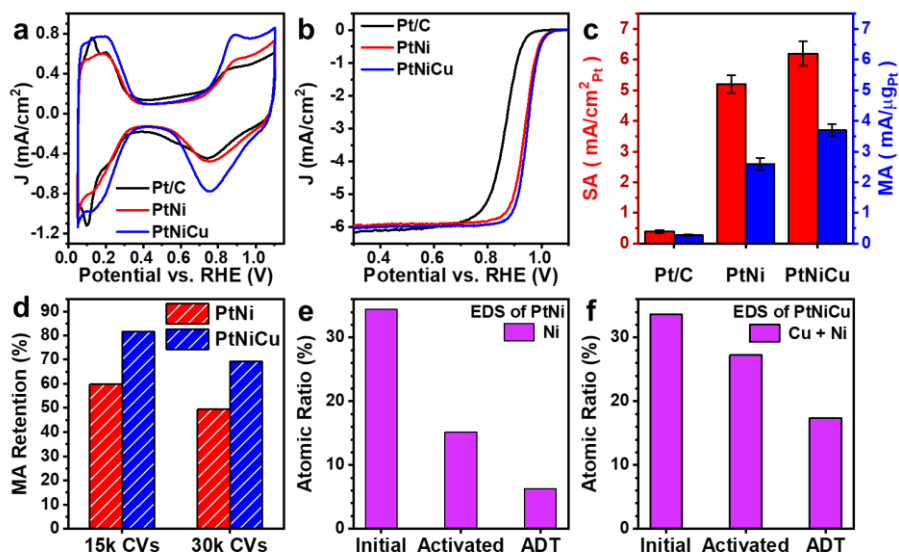 a
J (mA/cm²)
0.8
0.4
0.0
-0.4
-0.8
-1.2
Pt/C
PtNi
PtNiCu
0.0 0.2 0.4 0.6 0.8 1.0
Potential vs. RHE (V)
b
J (mA/cm²)
0
-1
-2
-3
-4
-5
-6
Pt/C
PtNi
PtNiCu
0.4 0.6 0.8 1.0
Potential vs. RHE (V)
c
SA ( mA/cm²Pt)
7
6
5
4
3
2
1
0
7
6
5
4
3
2
1
0
MA ( mA/μgPt)
Pt/C PtNi PtNiCu
d
MA Retention (%)
90
80
70
60
50
40
30
20
10
0
PtNi
PtNiCu
15k CVs 30k CVs
e
Atomic Ratio (%)
30
20
10
0
EDS of PtNi
Ni
Initial Activated ADT
f
Atomic Ratio (%)
30
20
10
0
EDS of PtNiCu
Cu + Ni
Initial Activated ADT